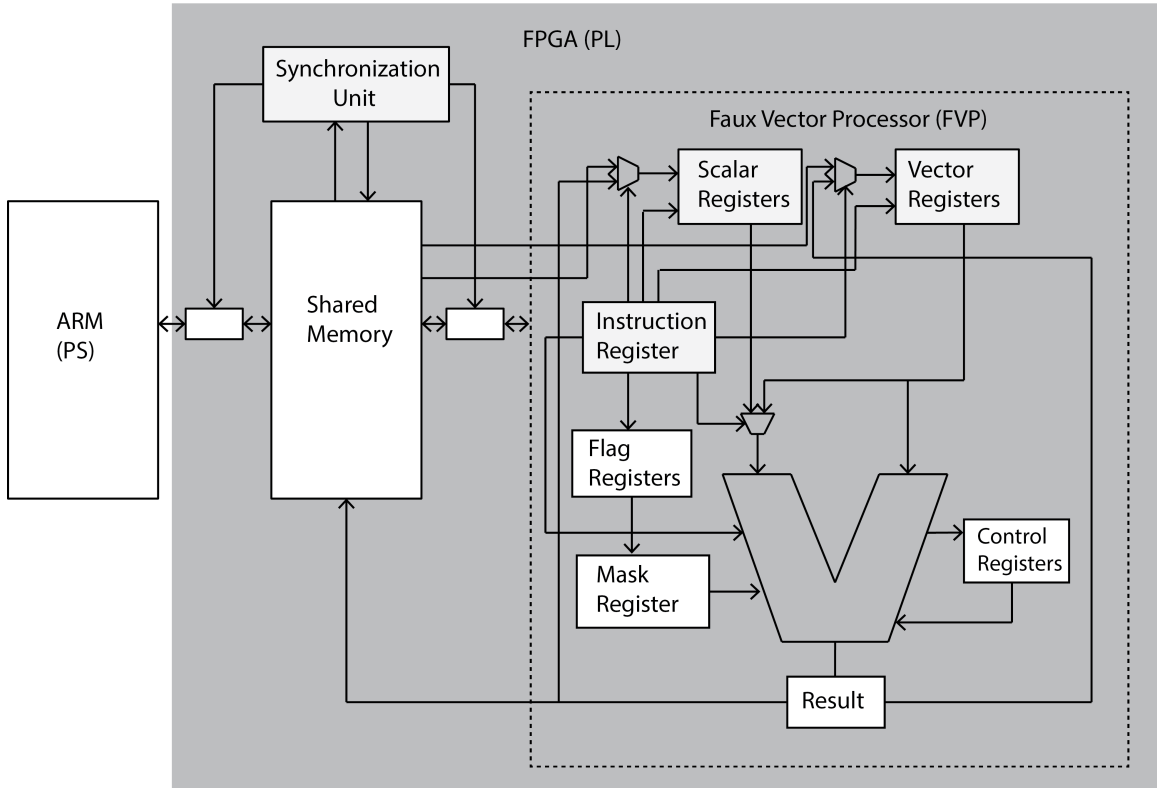 FPGA (PL)
Synchronization
Unit
Faux Vector Processor (FVP)
Scalar
Registers
Vector
Registers
ARM
(PS)
Shared
Memory
Instruction
Register
Flag
Registers
Control
Registers
Mask
Register
Result